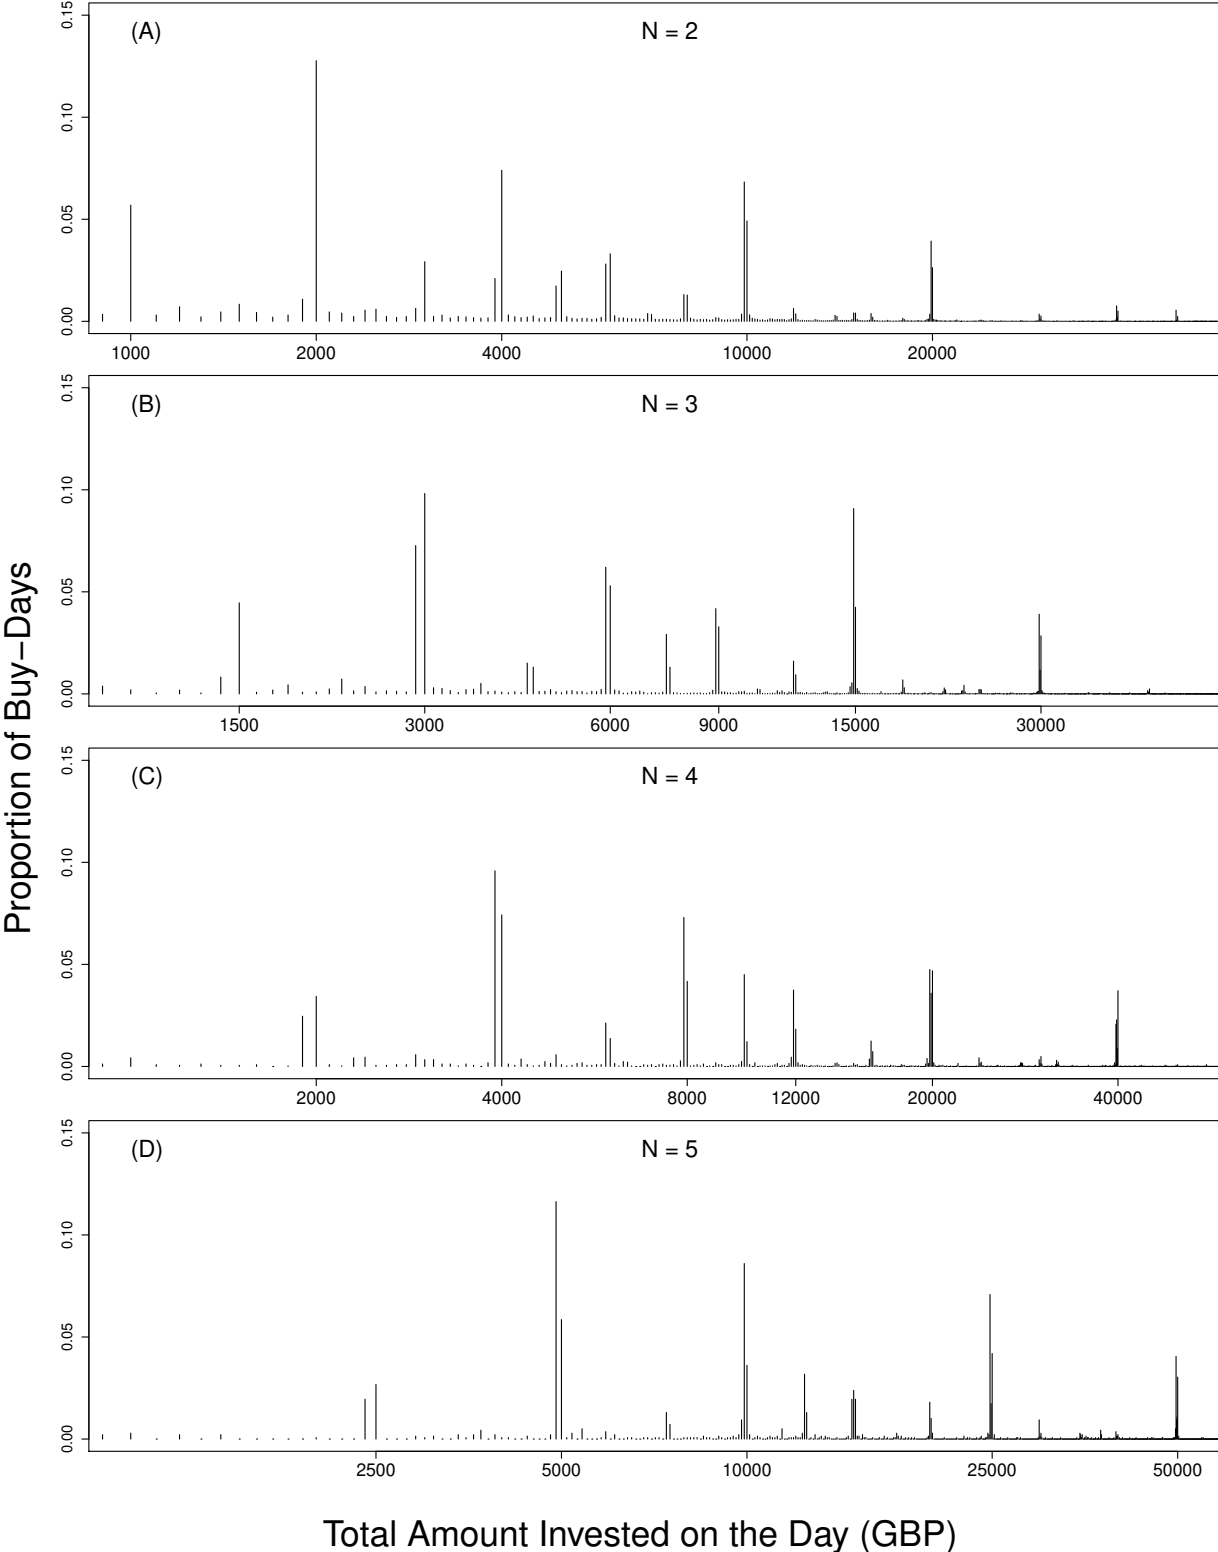 Proportion of Buy−Days
(A) N = 2
0.15
0.10
0.05
0.00
1000 2000 4000 10000 20000
(B) N = 3
0.15
0.10
0.05
0.00
1500 3000 6000 9000 15000 30000
(C) N = 4
0.15
0.10
0.05
0.00
2000 4000 8000 12000 20000 40000
(D) N = 5
0.15
0.10
0.05
0.00
2500 5000 10000 25000 50000
Total Amount Invested on the Day (GBP)